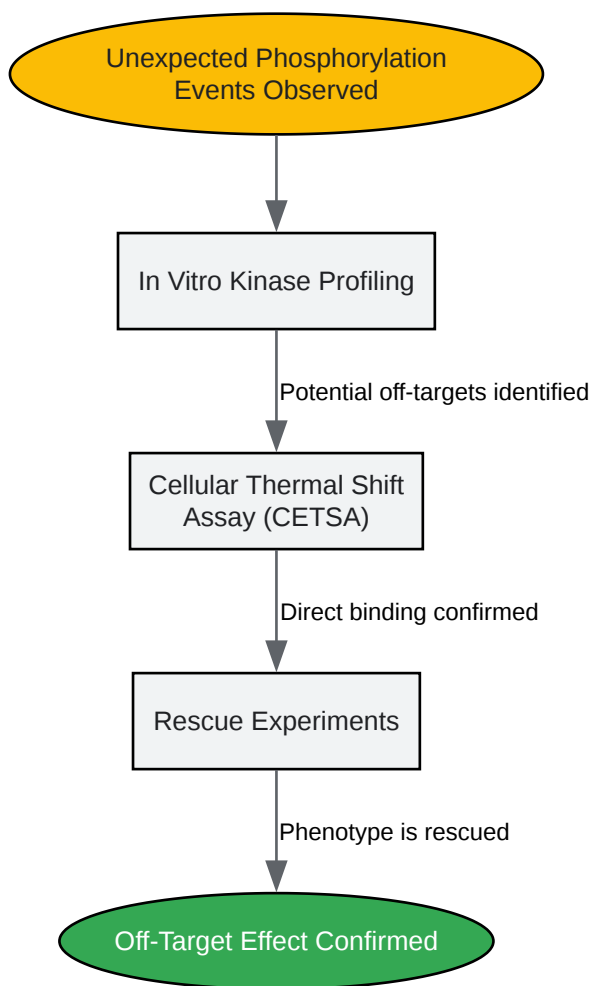 Unexpected Phosphorylation
Events Observed
In Vitro Kinase Profiling
Potential off-targets identified
Cellular Thermal Shift
Assay (CETSA)
Direct binding confirmed
Rescue Experiments
Phenotype is rescued
Off-Target Effect Confirmed